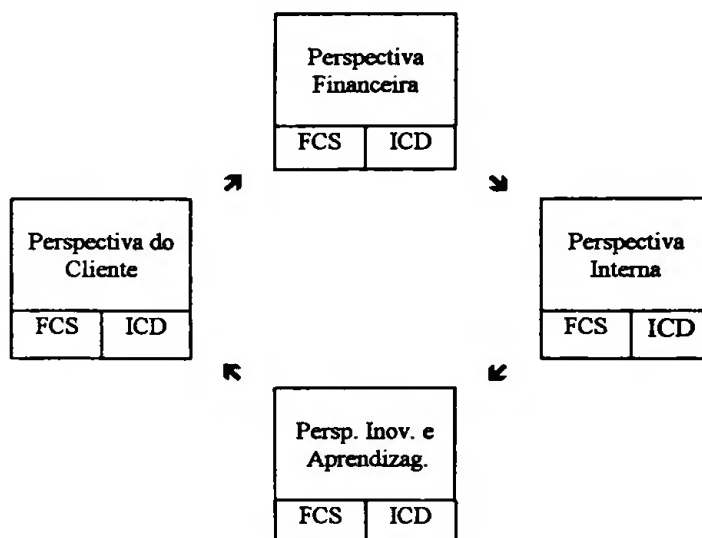 Perspectiva
Financeira
FCS ICD
Perspectiva do
Cliente
FCS ICD
Perspectiva
Interna
FCS ICD
Persp. Inov. e
Aprendizag.
FCS ICD